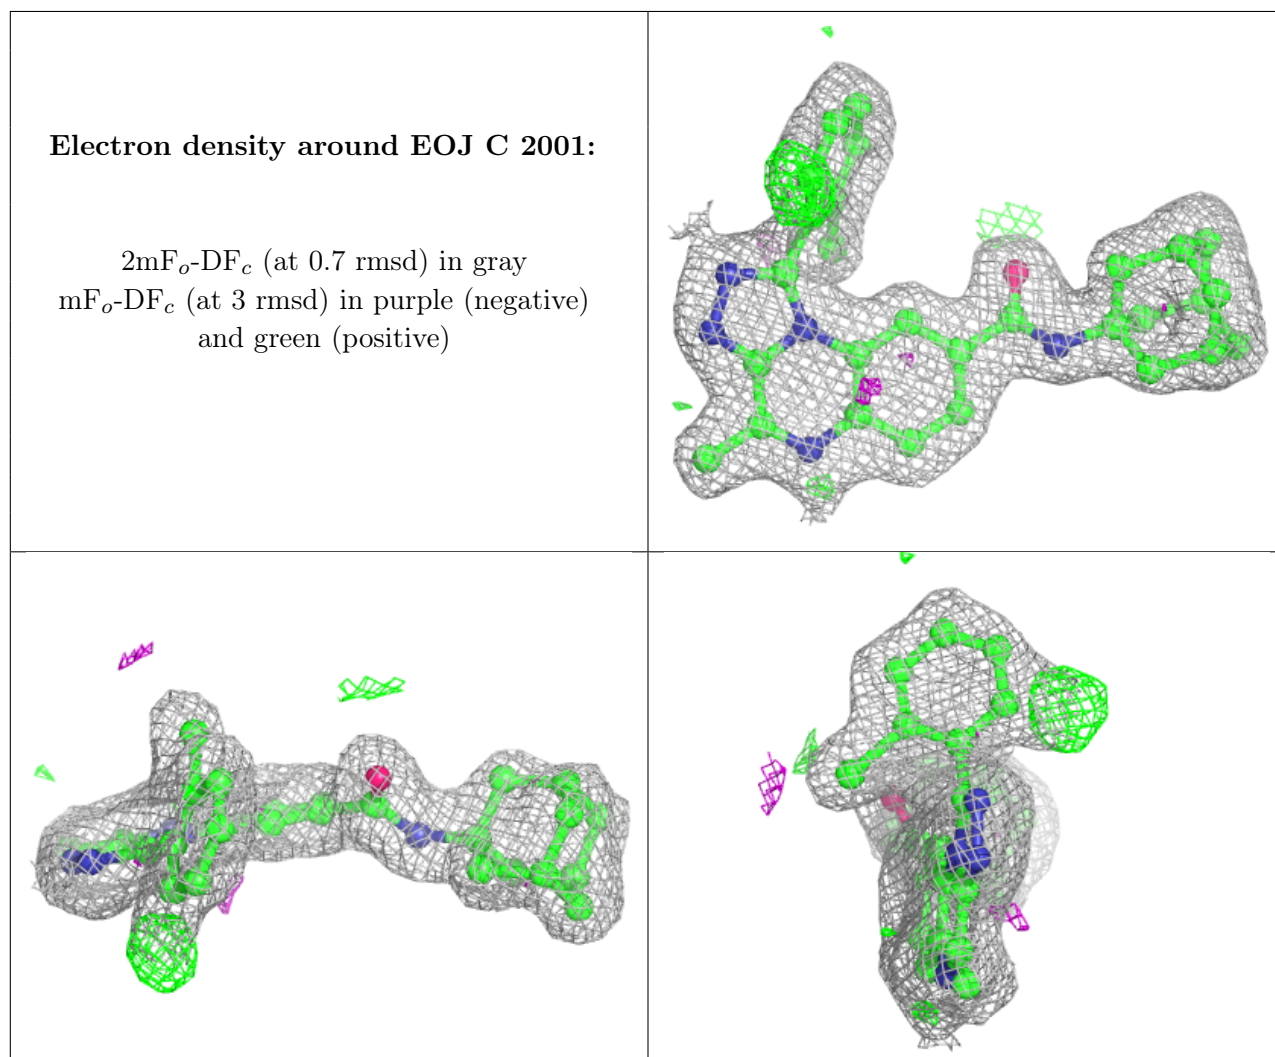 Electron density around EOJ C 2001:
2mFo-DFc (at 0.7 rmsd) in gray
mFo-DFc (at 3 rmsd) in purple (negative)
and green (positive)